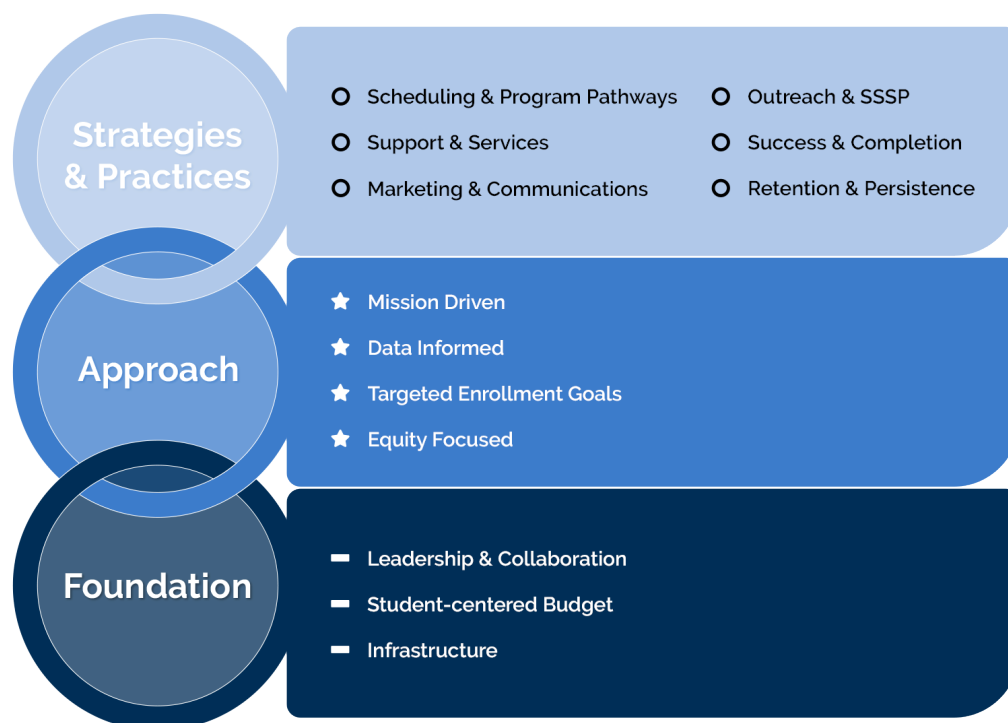 Strategies
& Practices
Scheduling & Program Pathways
Support & Services
Marketing & Communications
Outreach & SSSP
Success & Completion
Retention & Persistence
Approach
Mission Driven
Data Informed
Targeted Enrollment Goals
Equity Focused
Foundation
Leadership & Collaboration
Student-centered Budget
Infrastructure